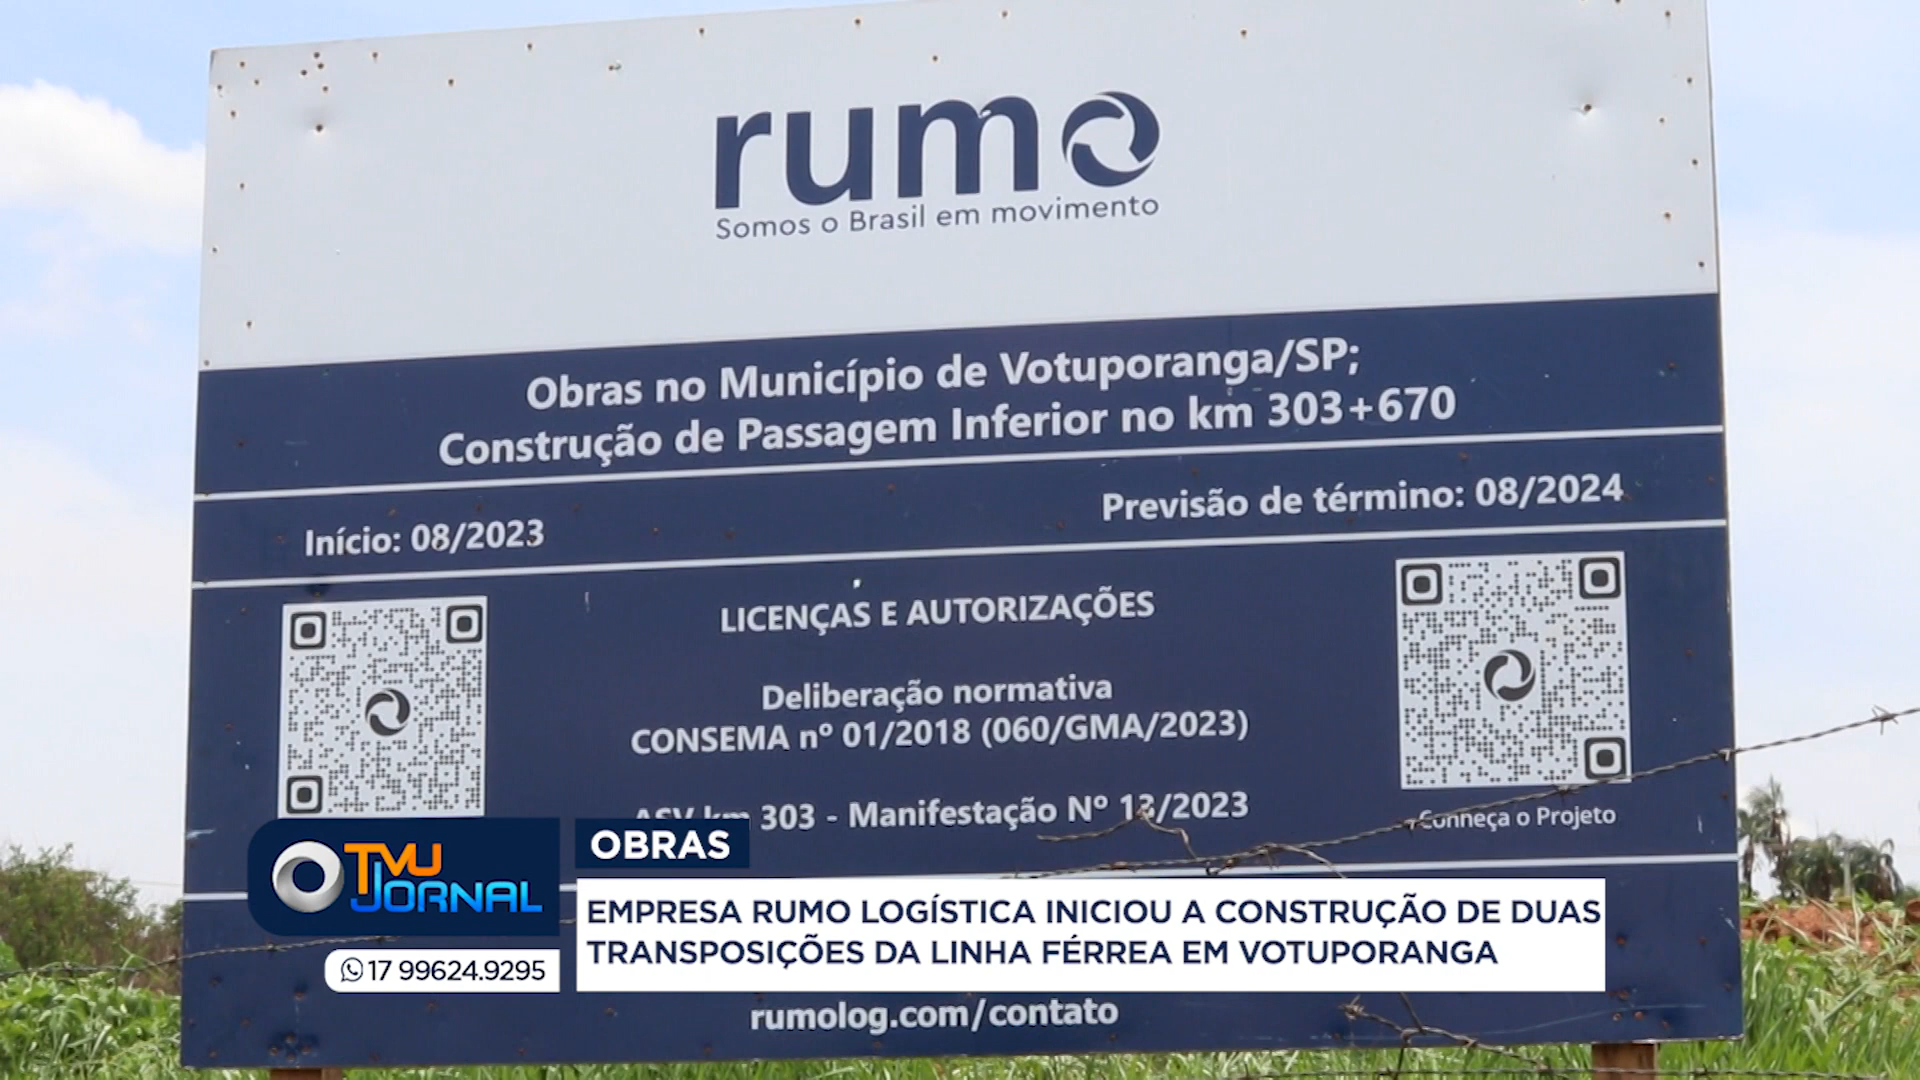 rumo
Somos o Brasil em movimento
Obras no Município de Votuporanga/SP;
Construção de Passagem Inferior no km 303+670
Início: 08/2023
Previsão de término: 08/2024
LICENÇAS E AUTORIZAÇÕES
Deliberação normativa
CONSEMA nº 01/2018 (060/GMA/2023)
ASV km 303 - Manifestação Nº 13/2023
Conheça o Projeto
TVU
JORNAL
OBRAS
EMPRESA RUMO LOGÍSTICA INICIOU A CONSTRUÇÃO DE DUAS
TRANSPOSIÇÕES DA LINHA FÉRREA EM VOTUPORANGA
17 99624.9295
rumolog.com/contato